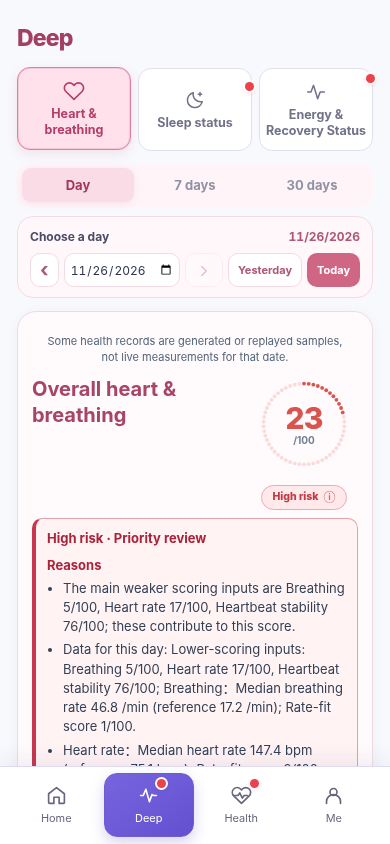 Deep
Heart &
breathing
Sleep status
Energy &
Recovery Status
Day
7 days
30 days
Choose a day
11/26/2026
11/26/2026
Yesterday
Today
Some health records are generated or replayed samples,
not live measurements for that date.
Overall heart &
breathing
23
/100
High risk
High risk · Priority review
Reasons
• The main weaker scoring inputs are Breathing
5/100, Heart rate 17/100, Heartbeat stability
76/100; these contribute to this score.
• Data for this day: Lower-scoring inputs:
Breathing 5/100, Heart rate 17/100, Heartbeat
stability 76/100; Breathing：Median breathing
rate 46.8 /min (reference 17.2 /min); Rate-fit
score 1/100.
• Heart rate：Median heart rate 147.4 bpm
Home
Deep
Health
Me